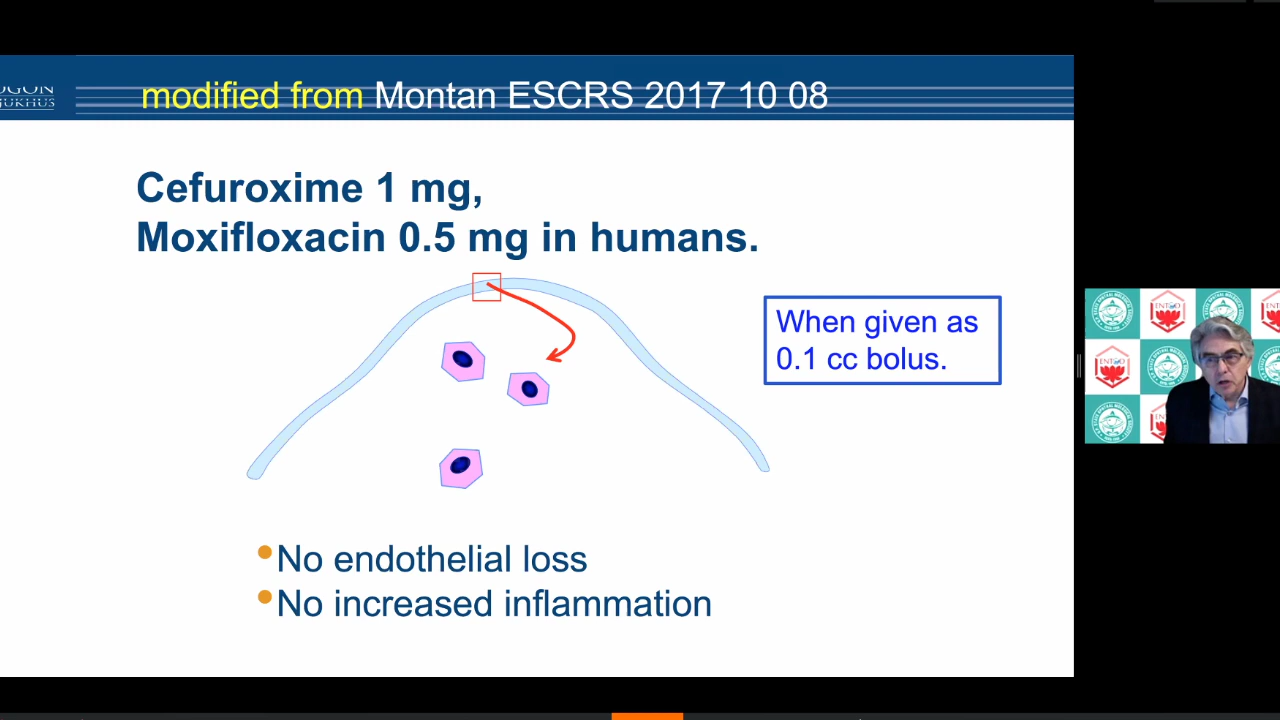 modified from Montan ESCRS 2017 10 08
Cefuroxime 1 mg,
Moxifloxacin 0.5 mg in humans.
When given as
0.1 cc bolus.
•No endothelial loss
•No increased inflammation